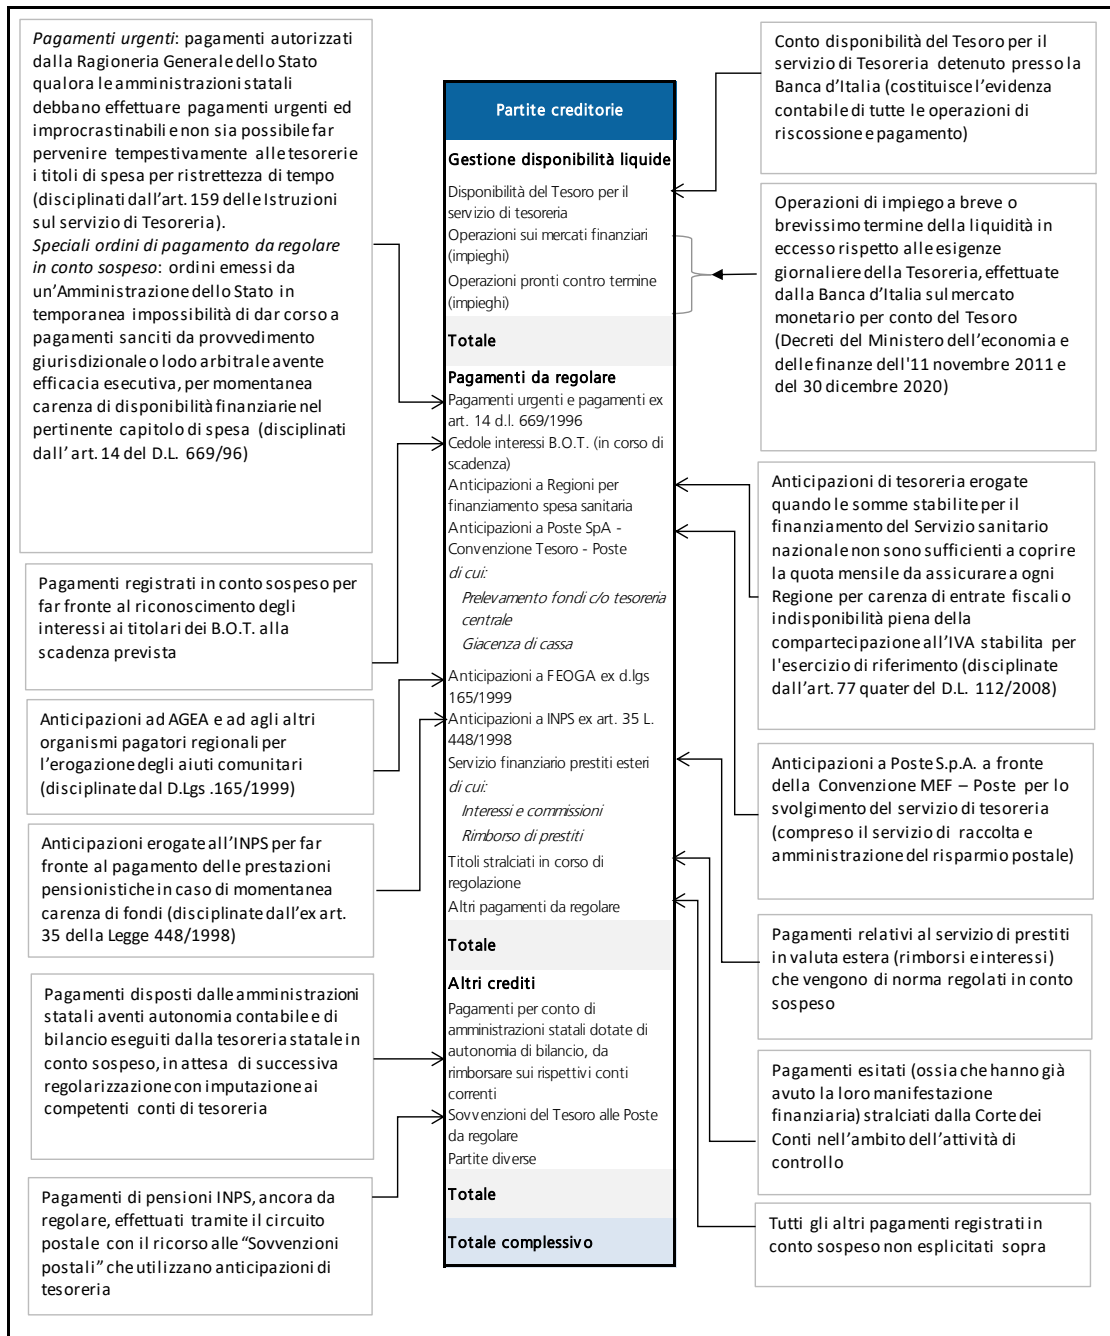 Pagamenti urgenti: pagamenti autorizzati
dalla Ragioneria Generale dello Stato
qualora le amministrazioni statali
debbano effettuare pagamenti urgenti ed
improcrastinabili e non sia possibile far
pervenire tempestivamente alle tesorerie
i titoli di spesa per ristrettezza di tempo
(disciplinati dall’art. 159 delle Istruzioni
sul servizio di Tesoreria).
Speciali ordini di pagamento da regolare
in conto sospeso: ordini emessi da
un’Amministrazione dello Stato in
temporanea impossibilità di dar corso a
pagamenti sanciti da provvedimento
giurisdizionale o lodo arbitrale avente
efficacia esecutiva, per momentanea
carenza di disponibilità finanziarie nel
pertinente capitolo di spesa (disciplinati
dall’ art. 14 del D.L. 669/96)
Pagamenti registrati in conto sospeso per
far fronte al riconoscimento degli
interessi ai titolari dei B.O.T. alla
scadenza prevista
Anticipazioni ad AGEA e ad agli altri
organismi pagatori regionali per
l’erogazione degli aiuti comunitari
(disciplinate dal D.Lgs .165/1999)
Anticipazioni erogate all’INPS per far
fronte al pagamento delle prestazioni
pensionistiche in caso di momentanea
carenza di fondi (disciplinate dall’ex art.
35 della Legge 448/1998)
Pagamenti disposti dalle amministrazioni
statali aventi autonomia contabile e di
bilancio eseguiti dalla tesoreria statale in
conto sospeso, in attesa di successiva
regolarizzazione con imputazione ai
competenti conti di tesoreria
Pagamenti di pensioni INPS, ancora da
regolare, effettuati tramite il circuito
postale con il ricorso alle “Sovvenzioni
postali” che utilizzano anticipazioni di
tesoreria
Partite creditorie
Gestione disponibilità liquide
Disponibilità del Tesoro per il
servizio di tesoreria
Operazioni sui mercati finanziari
(impieghi)
Operazioni pronti contro termine
(impieghi)
Totale
Pagamenti da regolare
Pagamenti urgenti e pagamenti ex
art. 14 d.l. 669/1996
Cedole interessi B.O.T. (in corso di
scadenza)
Anticipazioni a Regioni per
finanziamento spesa sanitaria
Anticipazioni a Poste SpA -
Convenzione Tesoro - Poste
di cui:
Prelevamento fondi c/o tesoreria
centrale
Giacenza di cassa
Anticipazioni a FEOGA ex d.lgs
165/1999
Anticipazioni a INPS ex art. 35 L.
448/1998
Servizio finanziario prestiti esteri
di cui:
Interessi e commissioni
Rimborso di prestiti
Titoli stralciati in corso di
regolazione
Altri pagamenti da regolare
Totale
Altri crediti
Pagamenti per conto di
amministrazioni statali dotate di
autonomia di bilancio, da
rimborsare sui rispettivi conti
correnti
Sovvenzioni del Tesoro alle Poste
da regolare
Partite diverse
Totale
Totale complessivo
Conto disponibilità del Tesoro per il
servizio di Tesoreria detenuto presso la
Banca d’Italia (costituisce l’evidenza
contabile di tutte le operazioni di
riscossione e pagamento)
Operazioni di impiego a breve o
brevissimo termine della liquidità in
eccesso rispetto alle esigenze
giornaliere della Tesoreria, effettuate
dalla Banca d’Italia sul mercato
monetario per conto del Tesoro
(Decreti del Ministero dell’economia e
delle finanze dell'11 novembre 2011 e
del 30 dicembre 2020)
Anticipazioni di tesoreria erogate
quando le somme stabilite per il
finanziamento del Servizio sanitario
nazionale non sono sufficienti a coprire
la quota mensile da assicurare a ogni
Regione per carenza di entrate fiscali o
indisponibilità piena della
compartecipazione all’IVA stabilita per
l'esercizio di riferimento (disciplinate
dall’art. 77 quater del D.L. 112/2008)
Anticipazioni a Poste S.p.A. a fronte
della Convenzione MEF – Poste per lo
svolgimento del servizio di tesoreria
(compreso il servizio di raccolta e
amministrazione del risparmio postale)
Pagamenti relativi al servizio di prestiti
in valuta estera (rimborsi e interessi)
che vengono di norma regolati in conto
sospeso
Pagamenti esitati (ossia che hanno già
avuto la loro manifestazione
finanziaria) stralciati dalla Corte dei
Conti nell’ambito dell’attività di
controllo
Tutti gli altri pagamenti registrati in
conto sospeso non esplicitati sopra